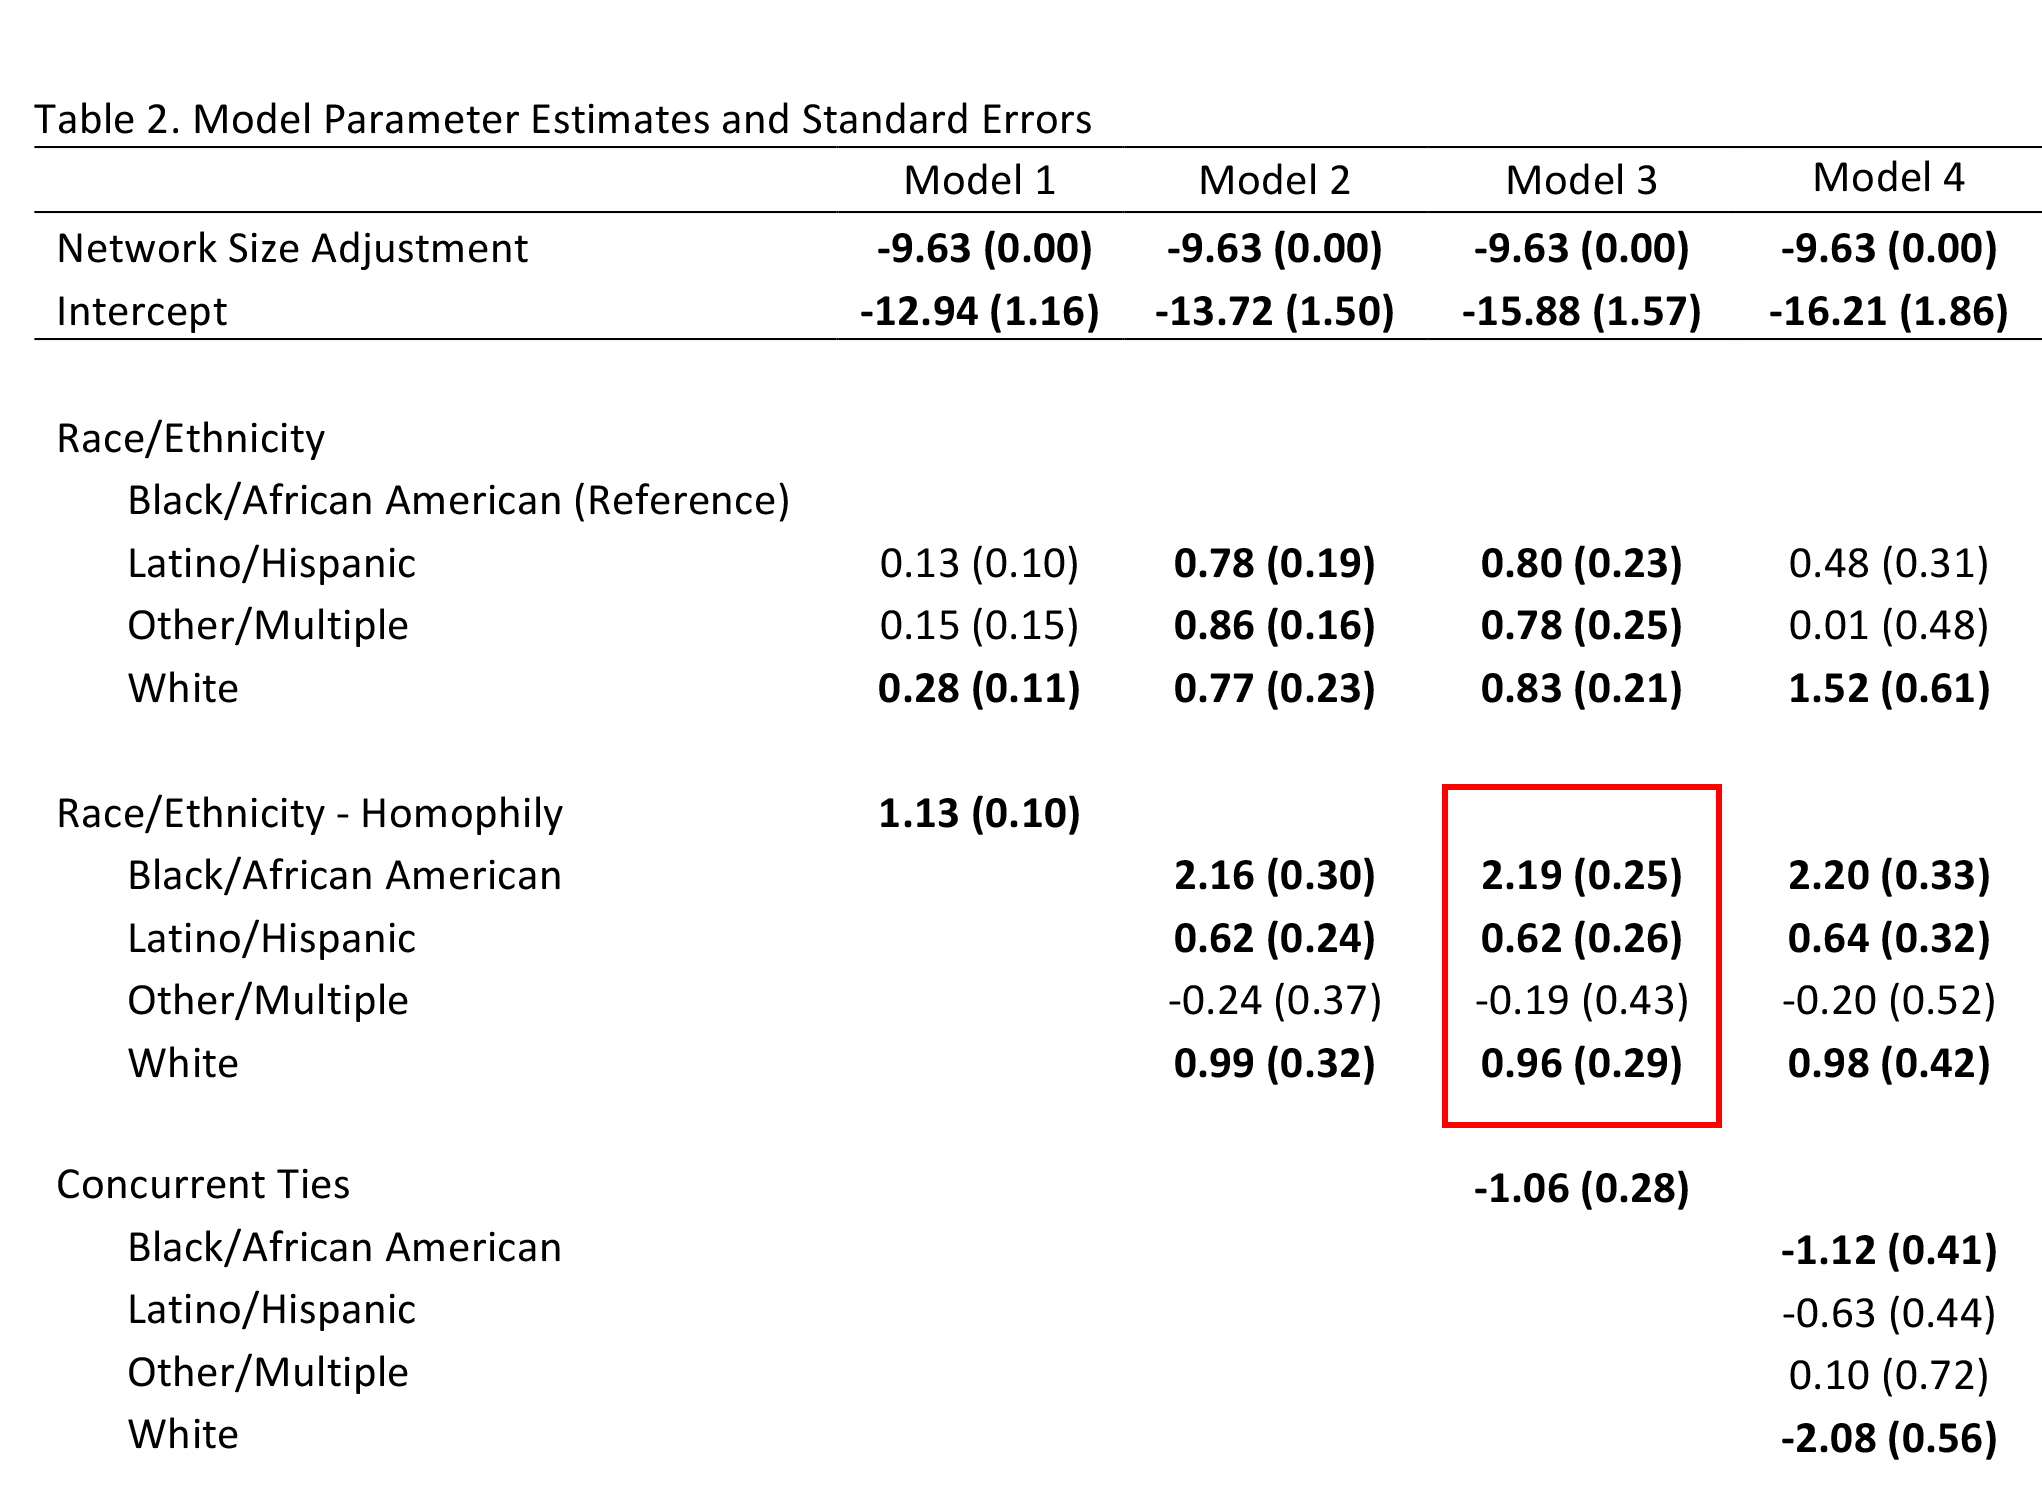 Table 2. Model Parameter Estimates and Standard Errors
Model 1 Model 2 Model 3 Model 4
Network Size Adjustment -9.63 (0.00) -9.63 (0.00) -9.63 (0.00) -9.63 (0.00)
Intercept -12.94 (1.16) -13.72 (1.50) -15.88 (1.57) -16.21 (1.86)
Race/Ethnicity
Black/African American (Reference)
Latino/Hispanic 0.13 (0.10) 0.78 (0.19) 0.80 (0.23) 0.48 (0.31)
Other/Multiple 0.15 (0.15) 0.86 (0.16) 0.78 (0.25) 0.01 (0.48)
White 0.28 (0.11) 0.77 (0.23) 0.83 (0.21) 1.52 (0.61)
Race/Ethnicity - Homophily 1.13 (0.10)
Black/African American 2.16 (0.30) 2.19 (0.25) 2.20 (0.33)
Latino/Hispanic 0.62 (0.24) 0.62 (0.26) 0.64 (0.32)
Other/Multiple -0.24 (0.37) -0.19 (0.43) -0.20 (0.52)
White 0.99 (0.32) 0.96 (0.29) 0.98 (0.42)
Concurrent Ties -1.06 (0.28)
Black/African American -1.12 (0.41)
Latino/Hispanic -0.63 (0.44)
Other/Multiple 0.10 (0.72)
White -2.08 (0.56)